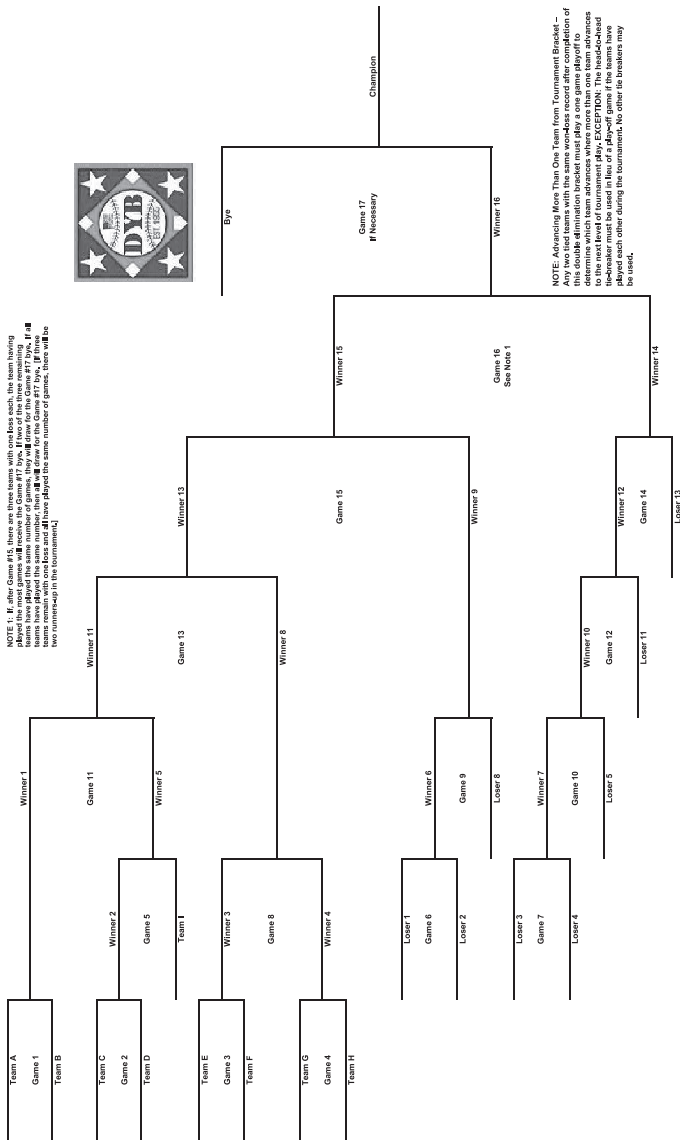 NOTE 1: If, after Game #15, there are three teams with one loss each, the team having
played the most games will receive the Game #17 bye. If two of the three remaining
teams have played the same number of games, they will draw for the Game #17 bye. If all
teams have played the same number, then all will draw for the Game #17 bye. [If three
teams remain with one loss and all have played the same number of games, there will be
two runners-up in the tournament.]
DYB
EST. 1955
Team A
Game 1
Team B
Team C
Game 2
Team D
Team E
Game 3
Team F
Team G
Game 4
Team H
Winner 2
Game 5
Team I
Winner 3
Game 8
Winner 4
Loser 1
Game 6
Loser 2
Loser 3
Game 7
Loser 4
Winner 1
Game 11
Winner 5
Winner 6
Game 9
Loser 8
Winner 7
Game 10
Loser 5
Winner 11
Game 13
Winner 8
Winner 10
Game 12
Loser 11
Winner 13
Game 15
Winner 9
Winner 12
Game 14
Loser 13
Winner 15
Game 16
See Note 1
Winner 14
Bye
Game 17
If Necessary
Winner 16
Champion
NOTE: Advancing More Than One Team from Tournament Bracket –
Any two tied teams with the same won-loss record after completion of
this double elimination bracket must play a one game playoff to
determine which team advances where more than one team advances
to the next level of tournament play. EXCEPTION: The head-to-head
tie-breaker must be used in lieu of a play-off game if the teams have
played each other during the tournament. No other tie breakers may
be used.